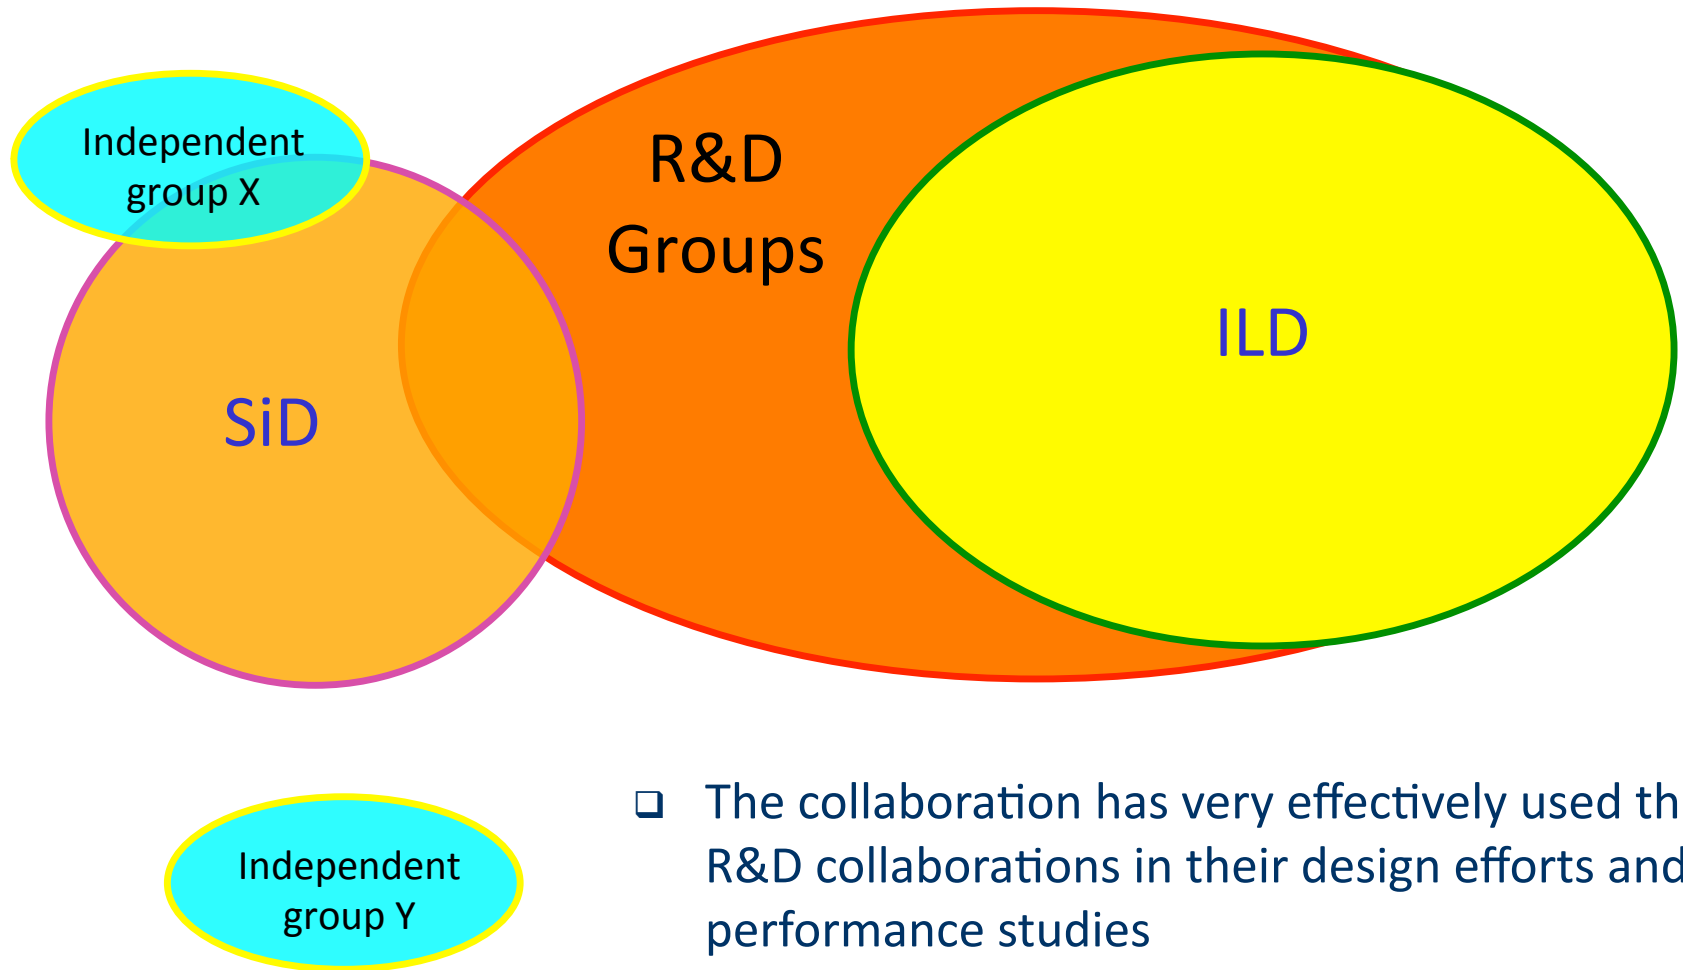 Independent
group X
R&D
Groups
ILD
SiD
Independent
group Y
❑ The collaboration has very effectively used th
R&D collaborations in their design efforts and
performance studies